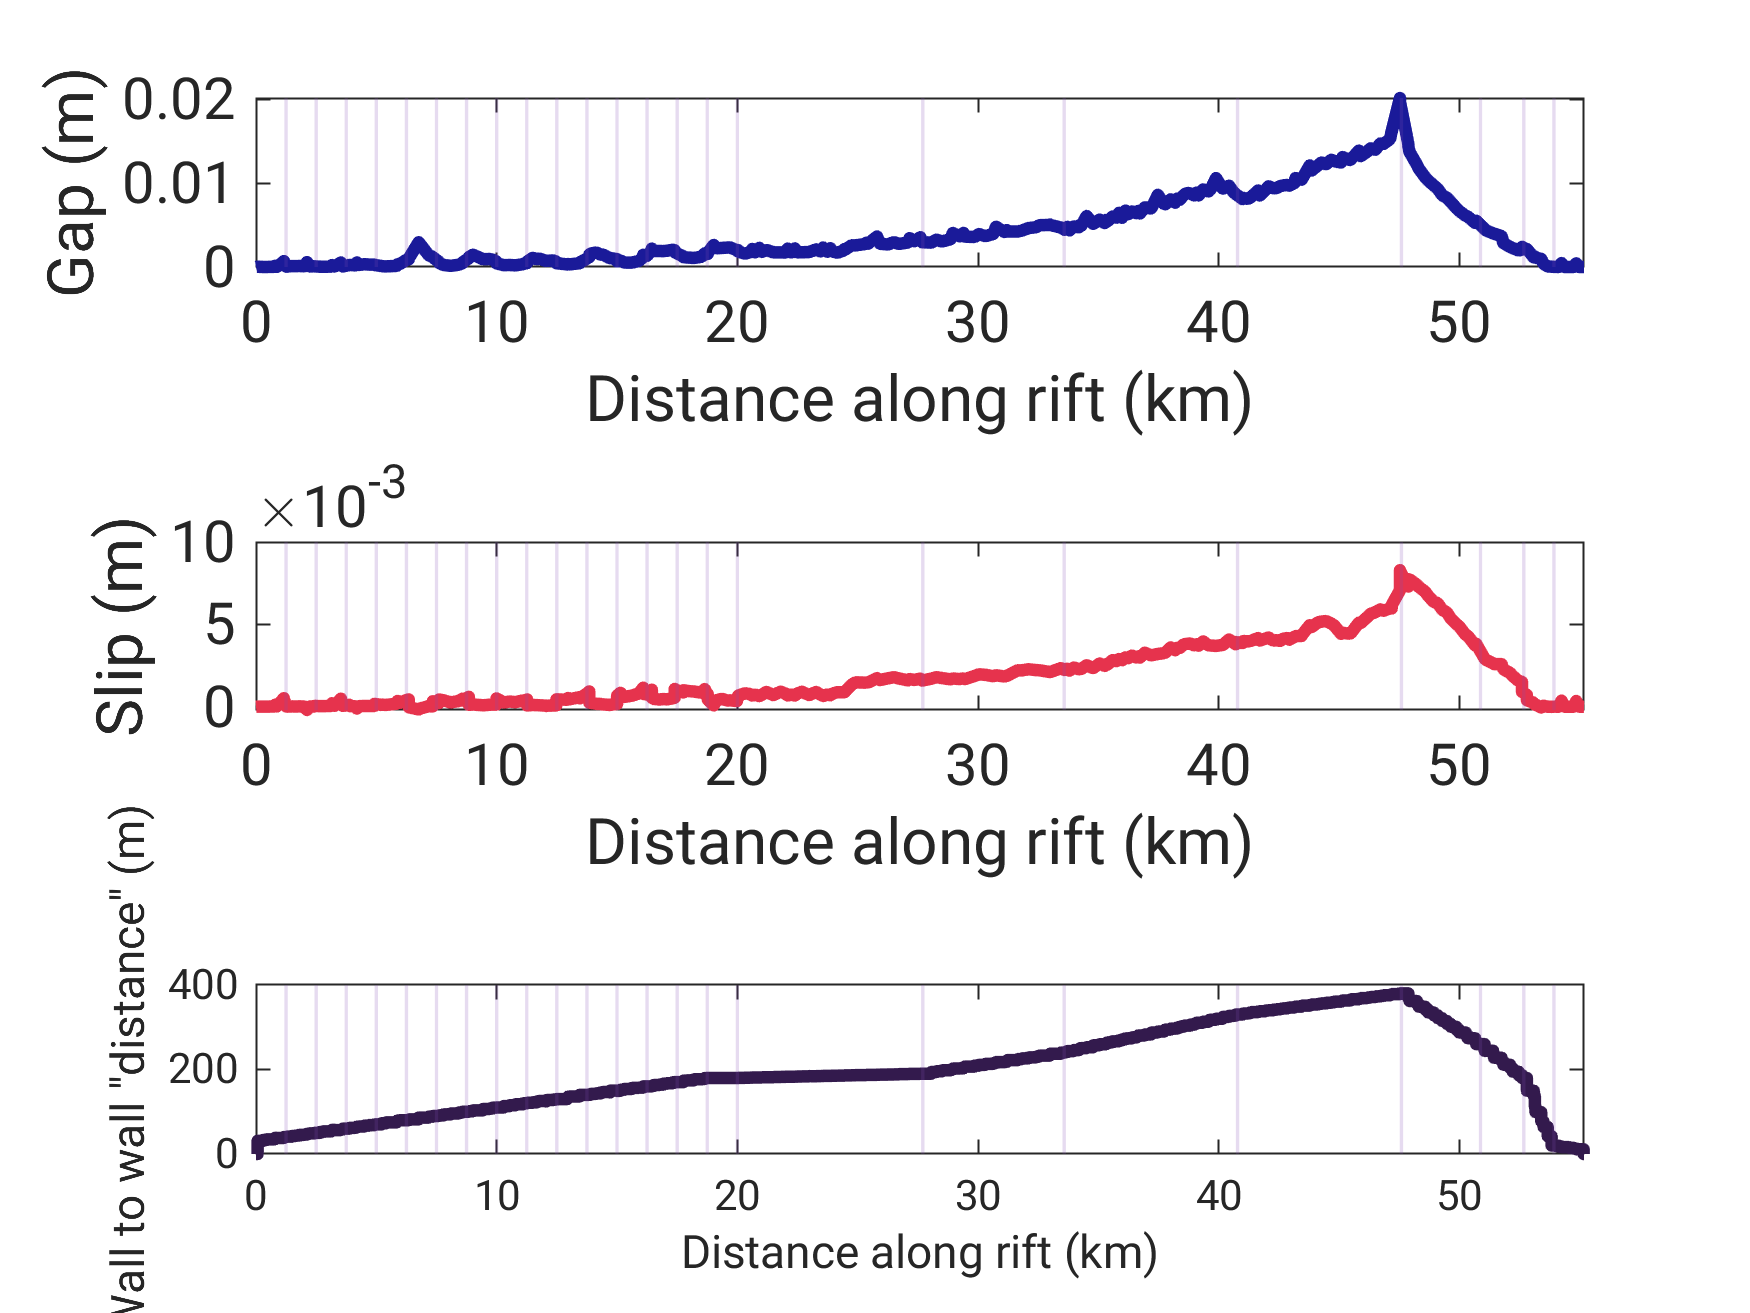 Gap (m)
0.02
0.01
0
0 10 20 30 40 50
Distance along rift (km)
×10-3
Slip (m)
10
5
0
0 10 20 30 40 50
Distance along rift (km)
to wall "distance" (m)
400
200
0
0 10 20 30 40 50
Distance along rift (km)